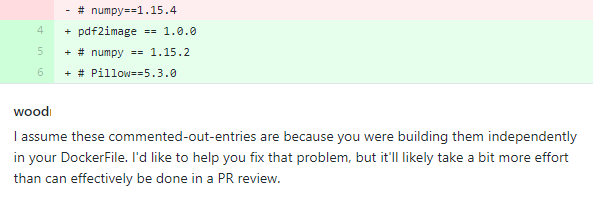 - # numpy==1.15.4
4 + pdf2image == 1.0.0
5 + # numpy == 1.15.2
6 + # Pillow==5.3.0
I assume these commented-out-entries are because you were building them independently
in your DockerFile. I'd like to help you fix that problem, but it'll likely take a bit more effort
than can effectively be done in a PR review.